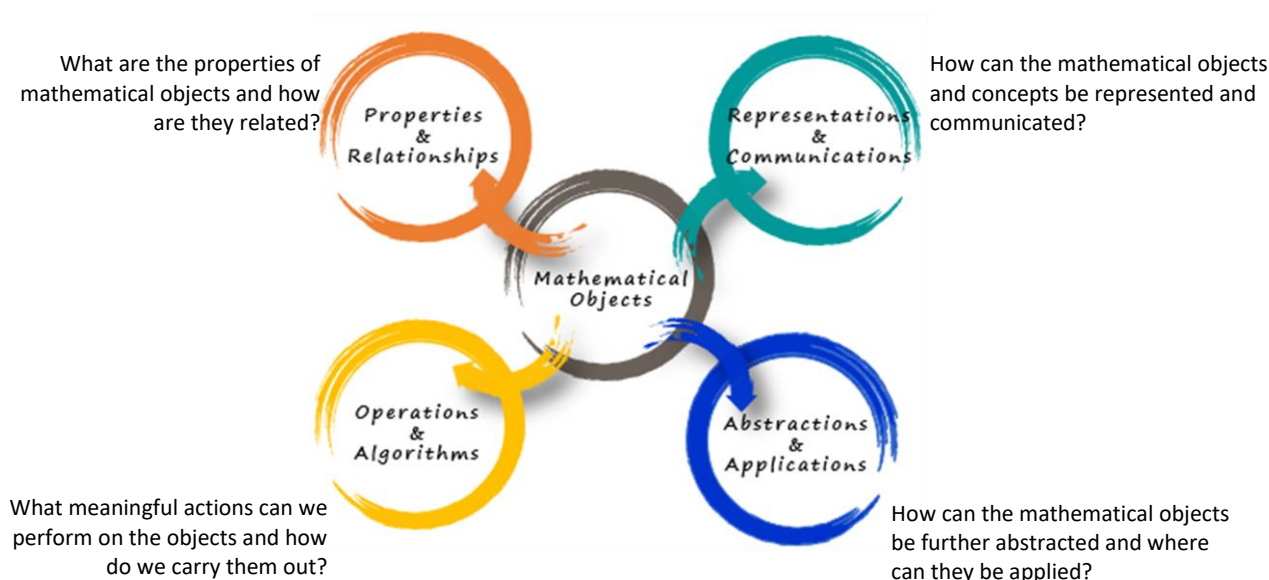 What are the properties of
mathematical objects and how
are they related?
Properties
&
Relationships
Representations
&
Communications
How can the mathematical objects
and concepts be represented and
communicated?
Mathematical
Objects
Operations
&
Algorithms
What meaningful actions can we
perform on the objects and how
do we carry them out?
Abstractions
&
Applications
How can the mathematical objects
be further abstracted and where
can they be applied?